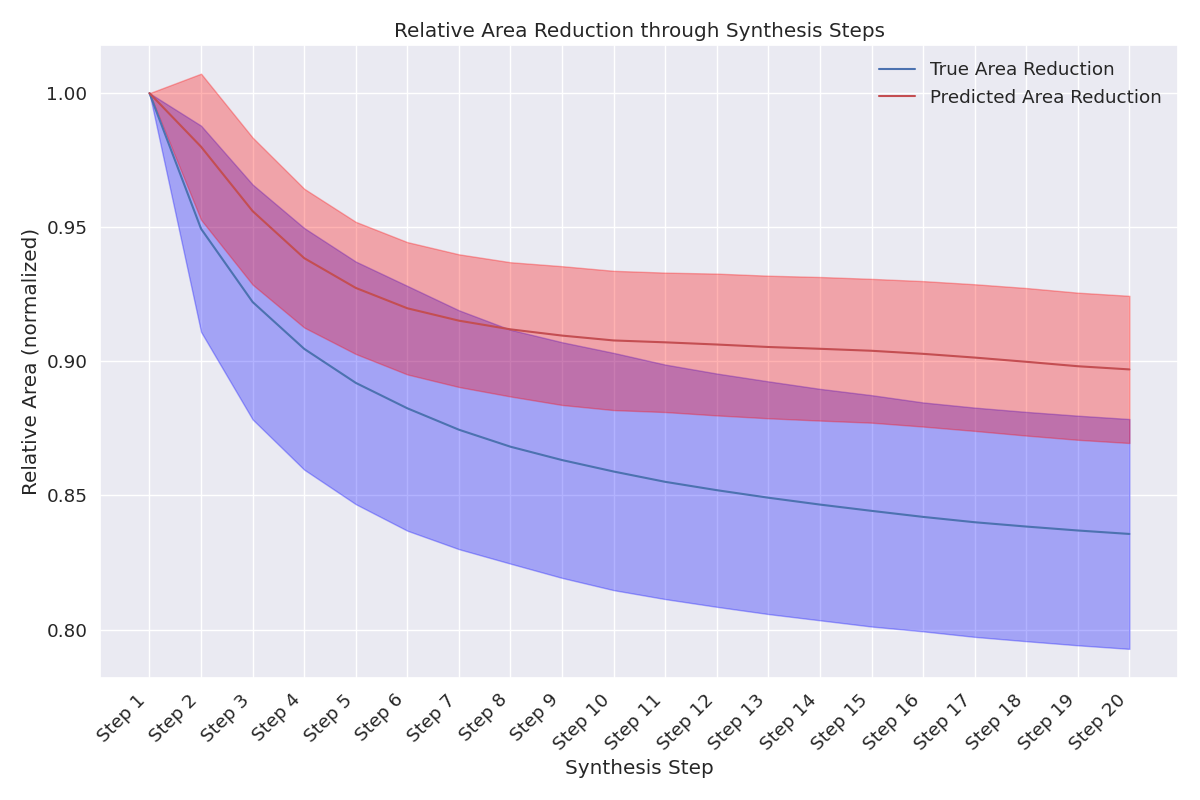 Relative Area Reduction through Synthesis Steps
True Area Reduction
Predicted Area Reduction
Relative Area (normalized)
1.00
0.95
0.90
0.85
0.80
Step 1
Step 2
Step 3
Step 4
Step 5
Step 6
Step 7
Step 8
Step 9
Step 10
Step 11
Step 12
Step 13
Step 14
Step 15
Step 16
Step 17
Step 18
Step 19
Step 20
Synthesis Step